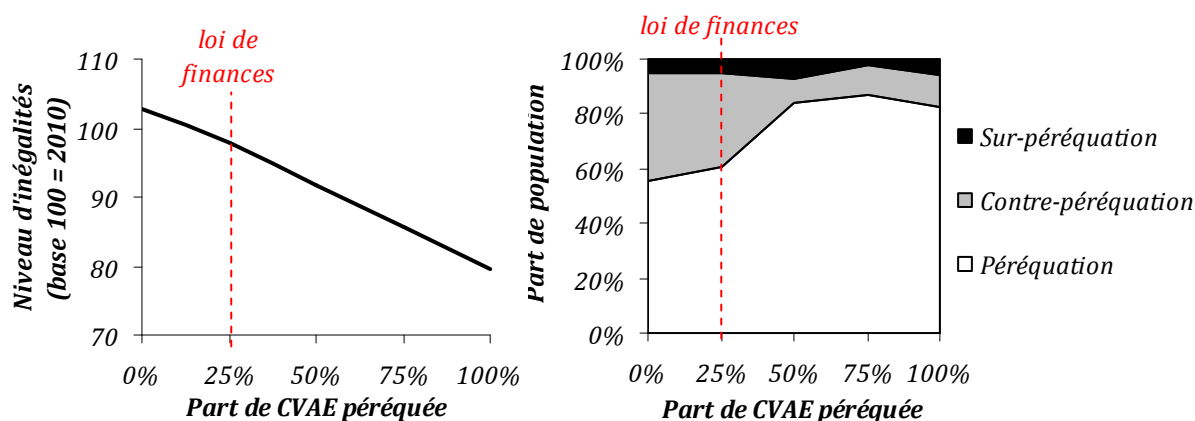 loi de
finances
110
100
90
80
70
Niveau d'inégalités
(base 100 = 2010)
0% 25% 50% 75% 100%
Part de CVAE péréquée
loi de finances
100%
80%
60%
40%
20%
0%
Part de population
0% 25% 50% 75% 100%
Part de CVAE péréquée
Sur-péréquation
Contre-péréquation
Péréquation